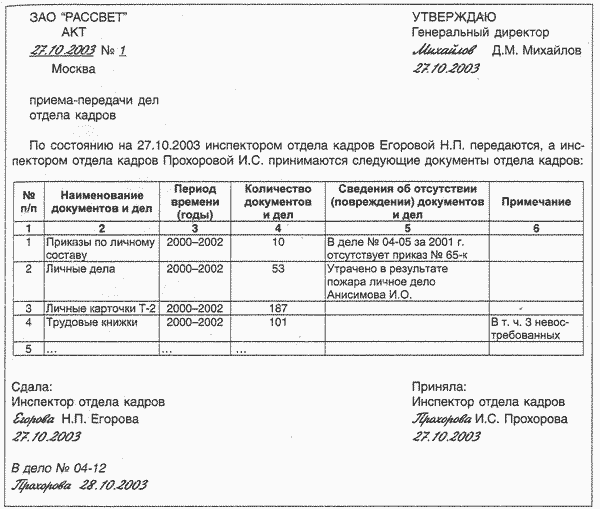 ЗАО "РАССВЕТ"
АКТ
27.10.2003 № 1
Москва
УТВЕРЖДАЮ
Генеральный директор
Михайлов Д.М. Михайлов
27.10.2003
приема-передачи дел
отдела кадров
По состоянию на 27.10.2003 инспектором отдела кадров Егоровой Н.П. передаются, а инс-
пектором отдела кадров Прохоровой И.С. принимаются следующие документы отдела кадров:
№ п/п Наименование документов и дел Период времени (годы) Количество документов и дел Сведения об отсутствии (повреждении) документов и дел Примечание
1 2 3 4 5 6
1 Приказы по личному составу 2000–2002 10 В деле № 04-05 за 2001 г. отсутствует приказ № 65-к
2 Личные дела 2000–2002 53 Утрачено в результате пожара личное дело Анисимова И.О.
3 Личные карточки Т-2 2000–2002 187
4 Трудовые книжки 2000–2002 101 В т. ч. 3 невос-требованных
5 ... ... ...
Сдала:
Инспектор отдела кадров
Егорова Н.П. Егорова
27.10.2003
Приняла:
Инспектор отдела кадров
Прохорова И.С. Прохорова
27.10.2003
В дело № 04-12
Прохорова 28.10.2003